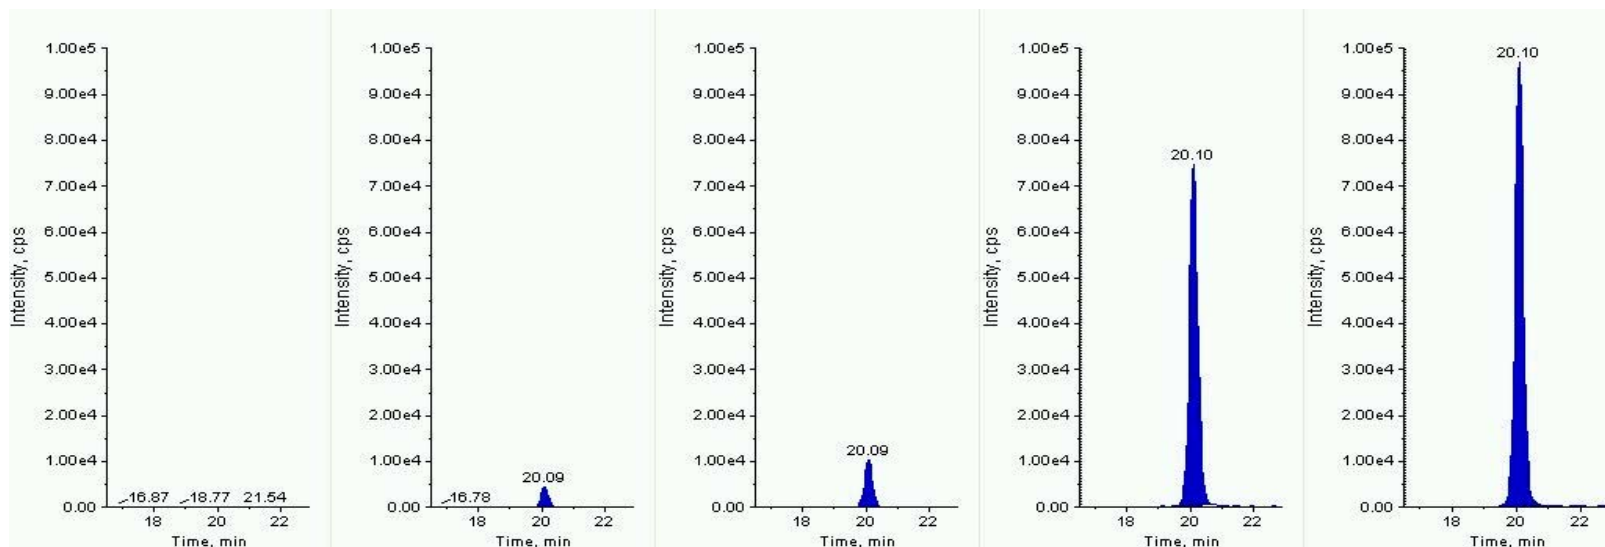 1.00e5
9.00e4
8.00e4
7.00e4
6.00e4
5.00e4
4.00e4
3.00e4
2.00e4
1.00e4
0.00
Intensity, cps
16.87 18.77 21.54
18 20 22
Time, min
1.00e5
9.00e4
8.00e4
7.00e4
6.00e4
5.00e4
4.00e4
3.00e4
2.00e4
1.00e4
0.00
Intensity, cps
20.09
16.78
18 20 22
Time, min
1.00e5
9.00e4
8.00e4
7.00e4
6.00e4
5.00e4
4.00e4
3.00e4
2.00e4
1.00e4
0.00
Intensity, cps
20.09
18 20 22
Time, min
1.00e5
9.00e4
8.00e4
7.00e4
6.00e4
5.00e4
4.00e4
3.00e4
2.00e4
1.00e4
0.00
Intensity, cps
20.10
18 20 22
Time, min
1.00e5
9.00e4
8.00e4
7.00e4
6.00e4
5.00e4
4.00e4
3.00e4
2.00e4
1.00e4
0.00
Intensity, cps
20.10
18 20 22
Time, min